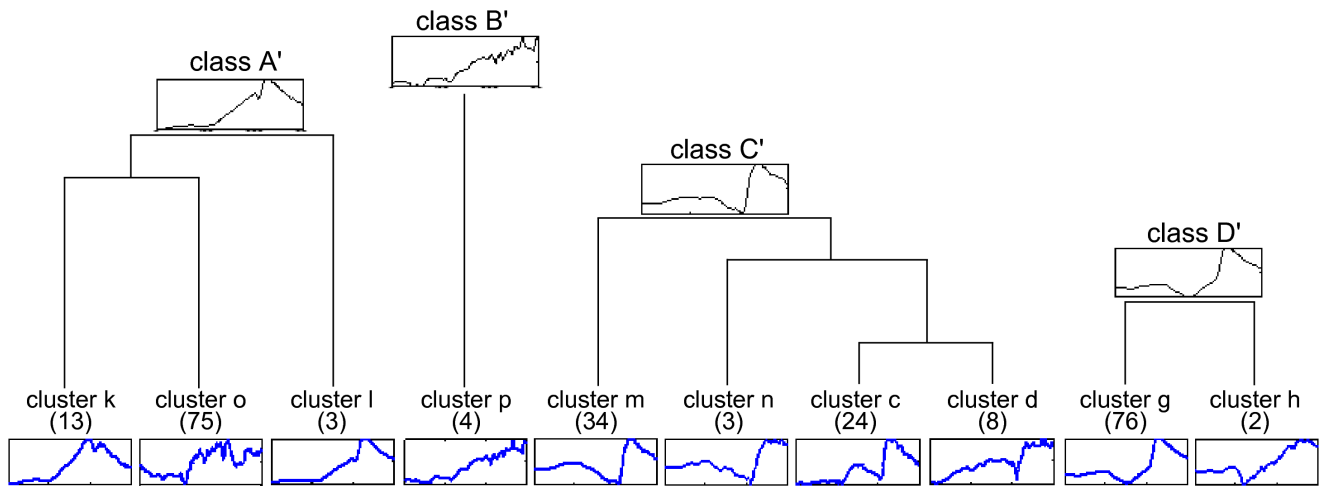 class B'
class A'
class C'
class D'
cluster k
(13)
cluster o
(75)
cluster l
(3)
cluster p
(4)
cluster m
(34)
cluster n
(3)
cluster c
(24)
cluster d
(8)
cluster g
(76)
cluster h
(2)